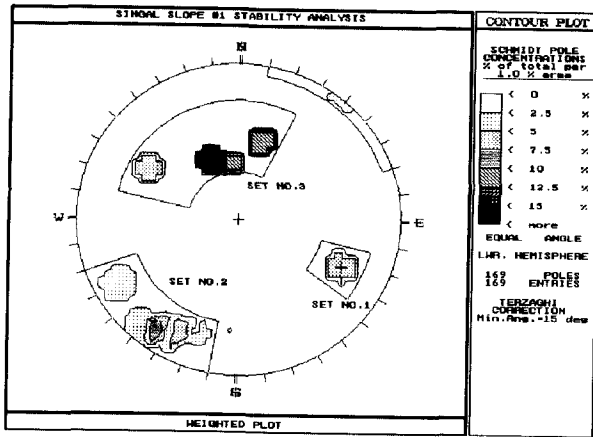 SINGAL SLOPE #1 STABILITY ANALYSIS
N
W
E
S
SET NO.3
SET NO.2
SET NO.1
WEIGHTED PLOT
CONTOUR PLOT
SCHMIDT POLE
CONCENTRATIONS
% of total per
1.0 % area
< 0 %
< 2.5 %
< 5 %
< 7.5 %
< 10 %
< 12.5 %
< 15 %
< more
EQUAL ANGLE
LWR. HEMISPHERE
169 POLES
169 ENTRIES
TERZAGHI
CORRECTION
Min.Ang.-15 deg